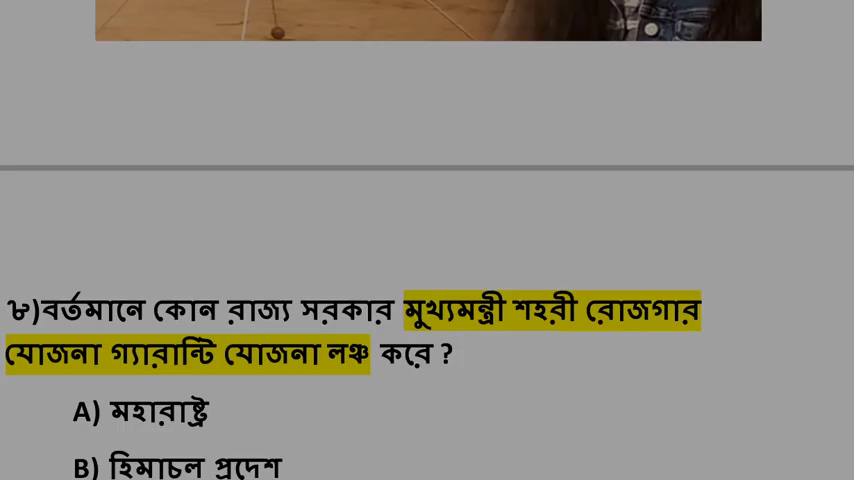 ৮)বর্তমানে কোন রাজ্য সরকার মুখ্যমন্ত্রী শহরী রোজগার
যোজনা গ্যারান্টি যোজনা লঞ্চ করে ?
A) মহারাষ্ট্র
B) হিমাচল প্রদেশ